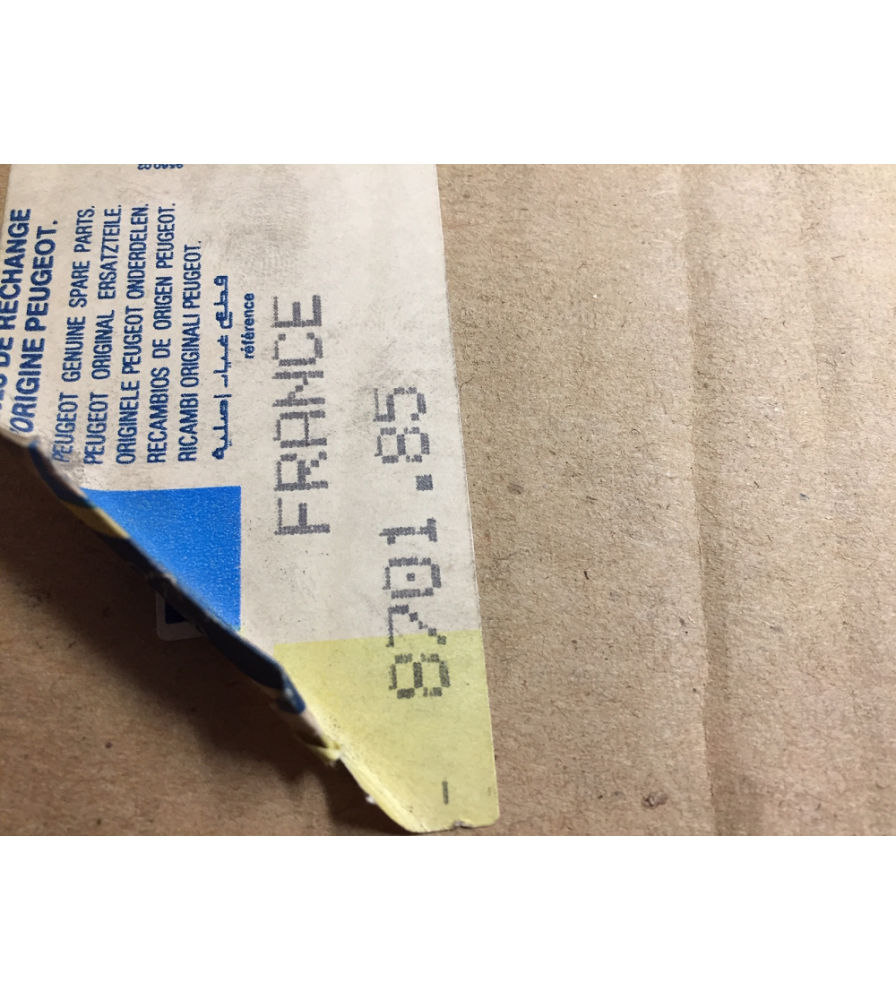 DE RECHANGE
ORIGINE PEUGEOT.
PEUGEOT GENUINE SPARE PARTS.
PEUGEOT ORIGINAL ERSATZTEILE.
ORIGINELE PEUGEOT ONDERDELEN.
RECAMBIOS DE ORIGEN PEUGEOT.
RICAMBI ORIGINALI PEUGEOT.
قطع غيار أصلية
référence
FRANCE
8701.85
-